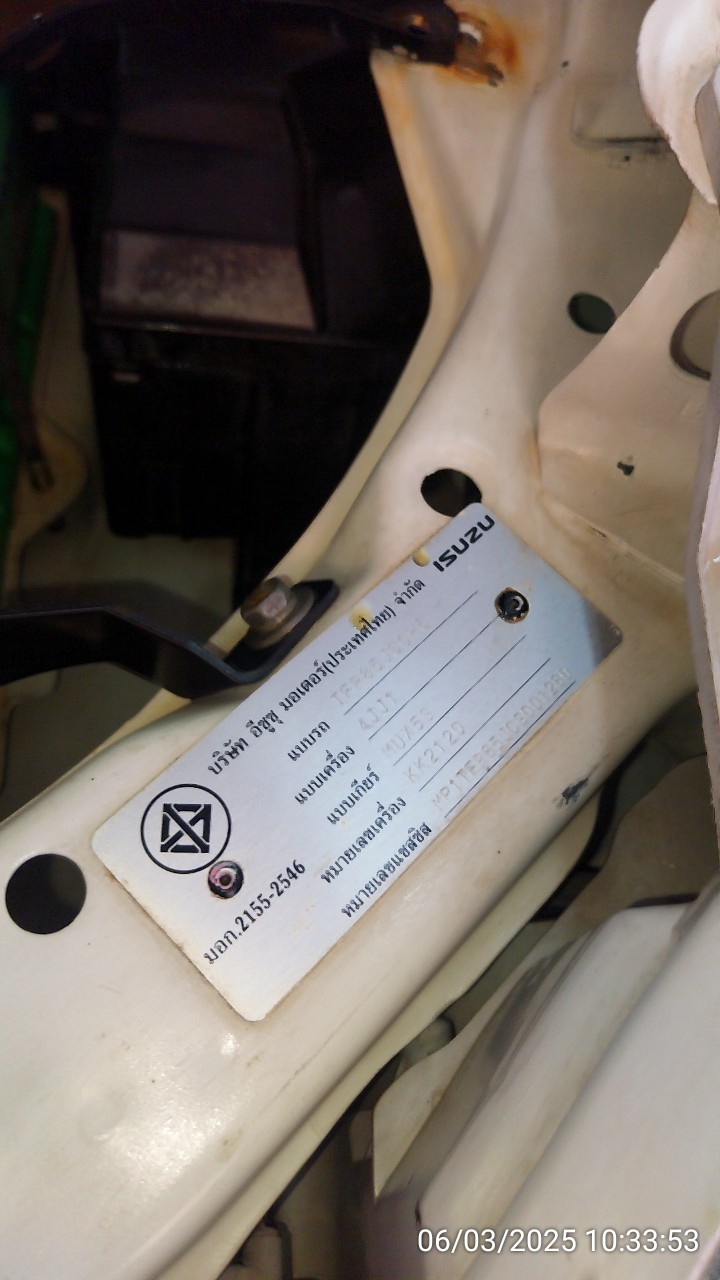 ISUZU
บริษัท อีซูซุ มอเตอร์(ประเทศไทย) จำกัด
แบบรถ
แบบเครื่อง 4JJ1
แบบเกียร์ MUA5S
หมายเลขเครื่อง KK2120
หมายเลขแชสซิส
มอก.2155-2546
06/03/2025 10:33:53